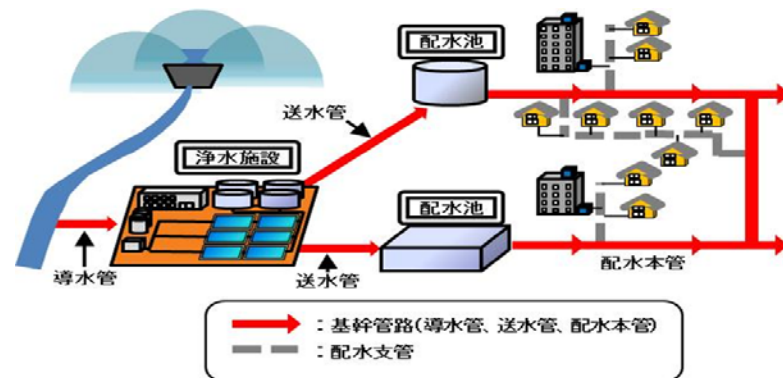 配水池
送水管
浄水施設
配水池
導水管
送水管
配水本管
：基幹管路(導水管、送水管、配水本管)
：配水支管